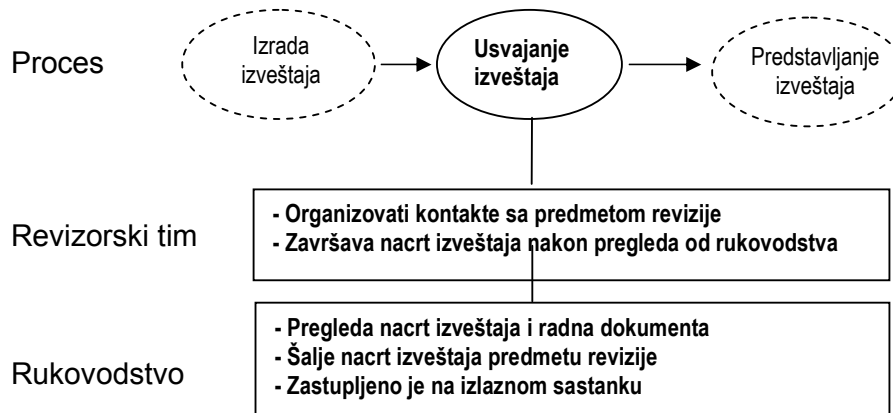 Proces
Izrada
izveštaja
Usvajanje
izveštaja
Predstavljanje
izveštaja
Revizorski tim
- Organizovati kontakte sa predmetom revizije
- Završava nacrt izveštaja nakon pregleda od rukovodstva
Rukovodstvo
- Pregleda nacrt izveštaja i radna dokumenta
- Šalje nacrt izveštaja predmetu revizije
- Zastupljeno je na izlaznom sastanku